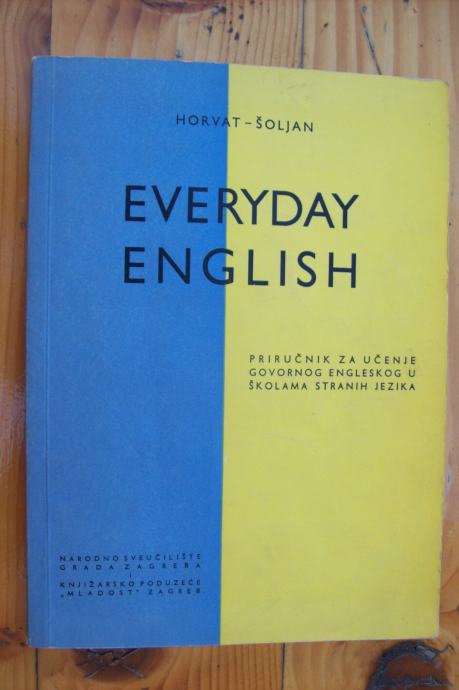 HORVAT – ŠOLJAN
EVERYDAY
ENGLISH
PRIRUČNIK ZA UČENJE
GOVORNOG ENGLESKOG U
ŠKOLAMA STRANIH JEZIKA
NARODNO SVEUČILIŠTE
GRADA ZAGREBA
I
KNJIŽARSKO PODUZEĆE
„MLADOST" ZAGREB